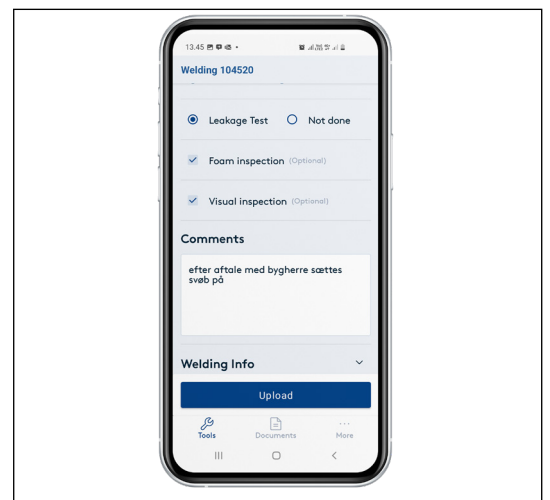 13.45
Welding 104520
Leakage Test Not done
Foam inspection (Optional)
Visual inspection (Optional)
Comments
efter aftale med bygherre sættes
svøb på
Welding Info
Upload
Tools Documents More